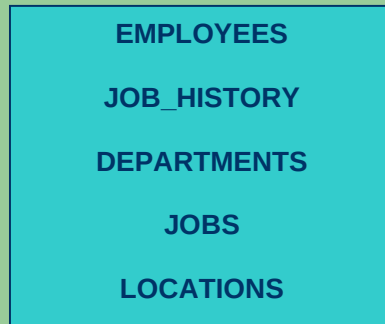 EMPLOYEES
JOB_HISTORY
DEPARTMENTS
JOBS
LOCATIONS